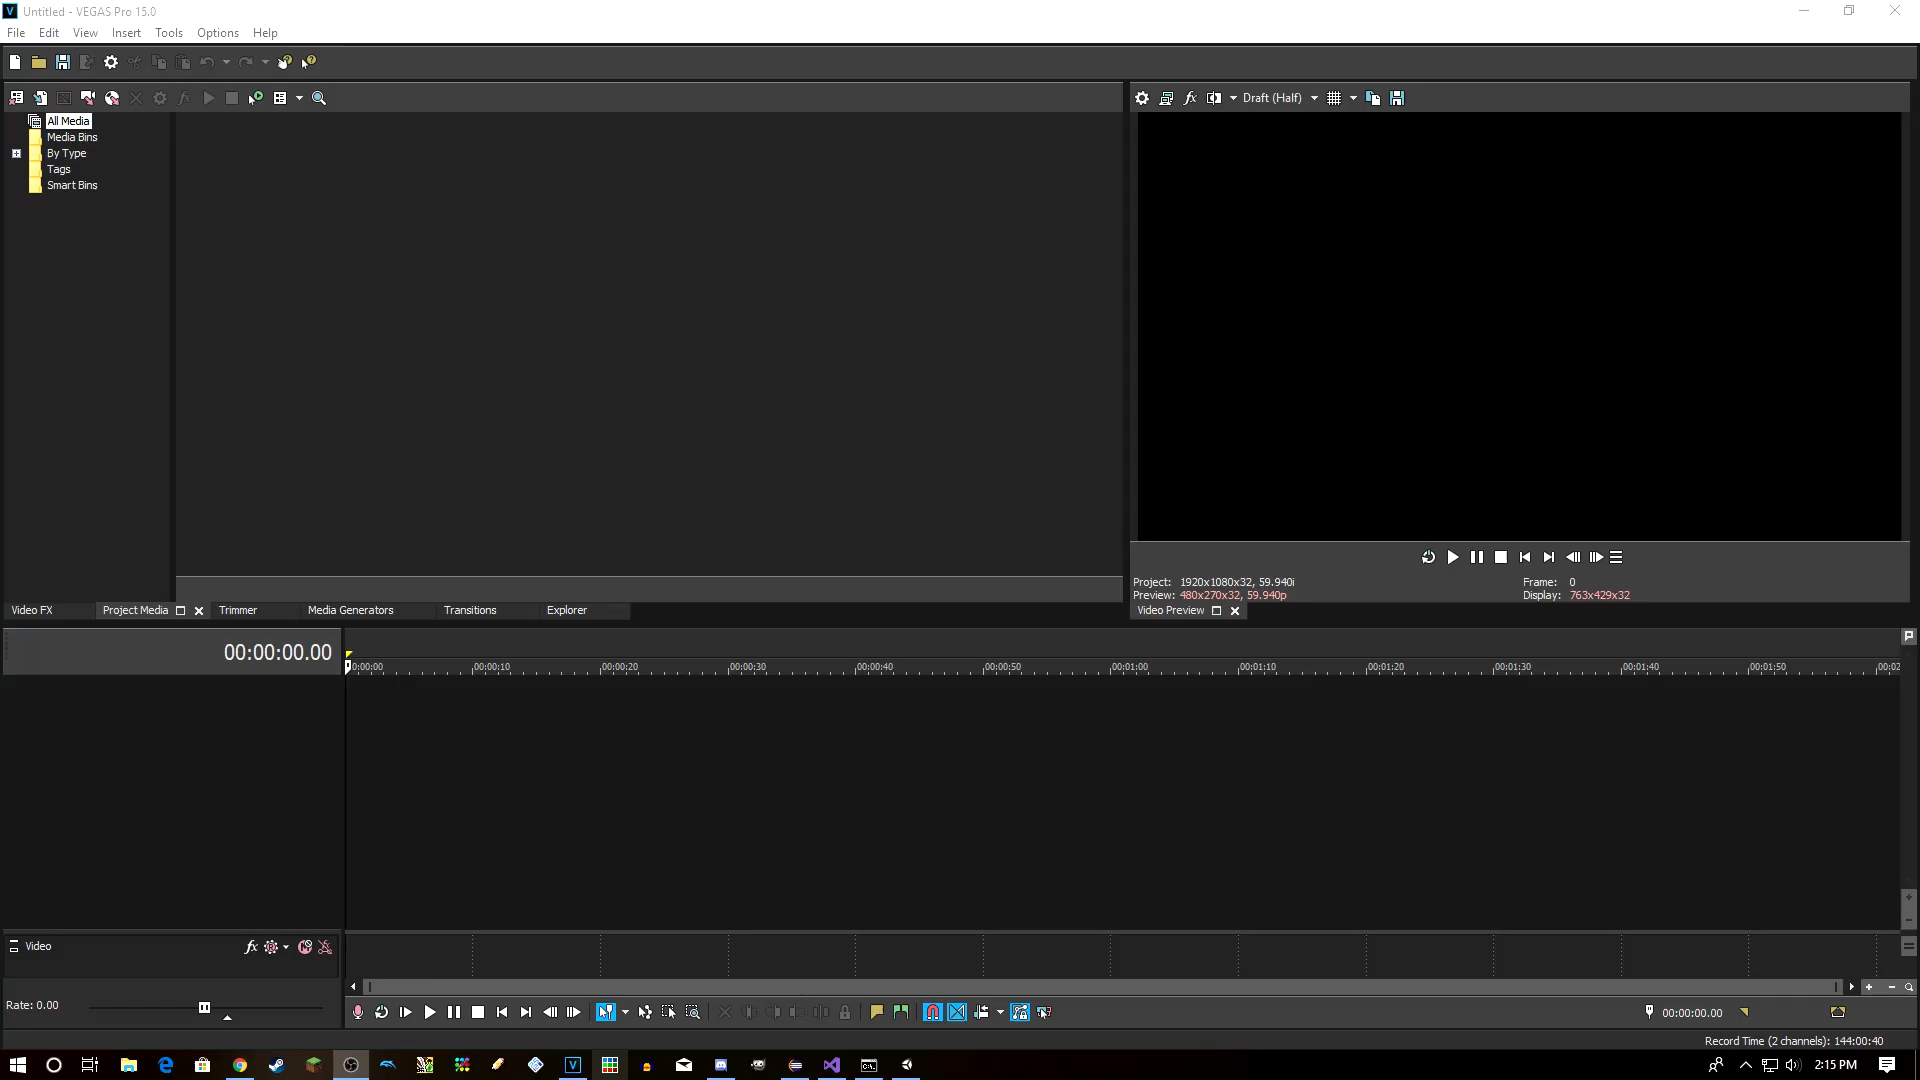 Untitled - VEGAS Pro 15.0
File Edit View Insert Tools Options Help
Draft (Half)
All Media
Media Bins
By Type
Tags
Smart Bins
Project: 1920x1080x32, 59.940i
Frame: 0
Preview: 480x270x32, 59.940p
Display: 763x429x32
Video FX Project Media Trimmer Media Generators Transitions Explorer
Video Preview
00:00:00.00
0:00:00 00:00:10 00:00:20 00:00:30 00:00:40 00:00:50 00:01:00 00:01:10 00:01:20 00:01:30 00:01:40 00:01:50 00:02
Video
Rate: 0.00
00:00:00.00
Record Time (2 channels): 144:00:40
2:15 PM